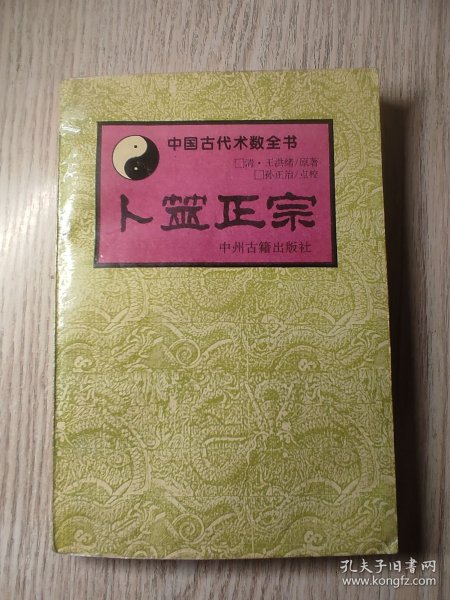 中国古代术数全书
□清·王洪绪/原著
□孙正治/点校
卜筮正宗
中州古籍出版社
孔夫子旧书网
www.kongfz.com